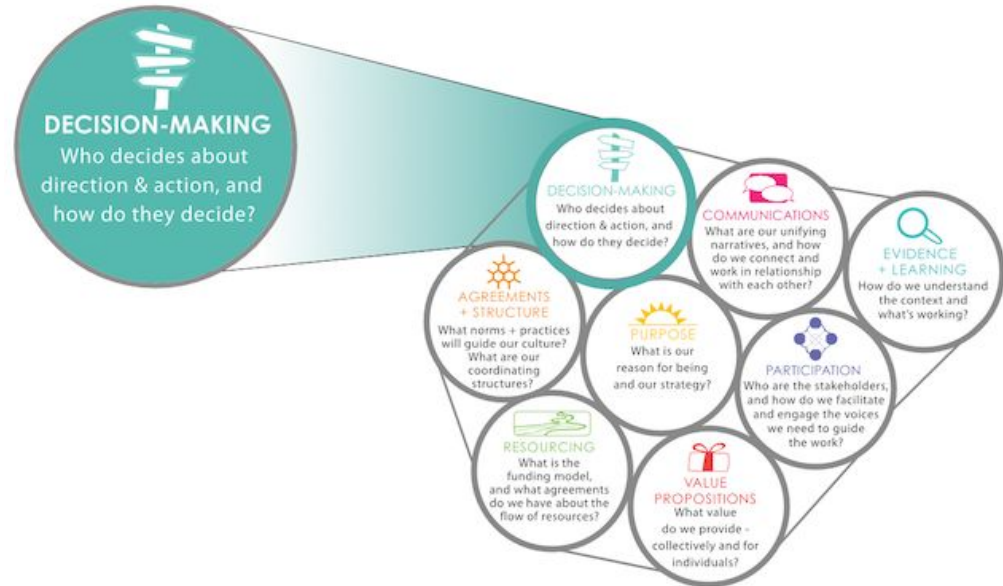 DECISION-MAKING
Who decides about
direction & action, and
how do they decide?
DECISION-MAKING
Who decides about
direction & action, and
how do they decide?
COMMUNICATIONS
What are our unifying
narratives, and how
do we connect and
work in relationship
with each other?
EVIDENCE
+ LEARNING
How do we understand
the context and
what's working?
AGREEMENTS
+ STRUCTURE
What norms + practices
will guide our culture?
What are our
coordinating
structures?
PURPOSE
What is our
reason for being
and our strategy?
PARTICIPATION
Who are the stakeholders,
and how do we facilitate
and engage the voices
we need to guide
the work?
RESOURCING
What is the
funding model,
and what agreements
do we have about the
flow of resources?
VALUE
PROPOSITIONS
What value
do we provide -
collectively and for
individuals?